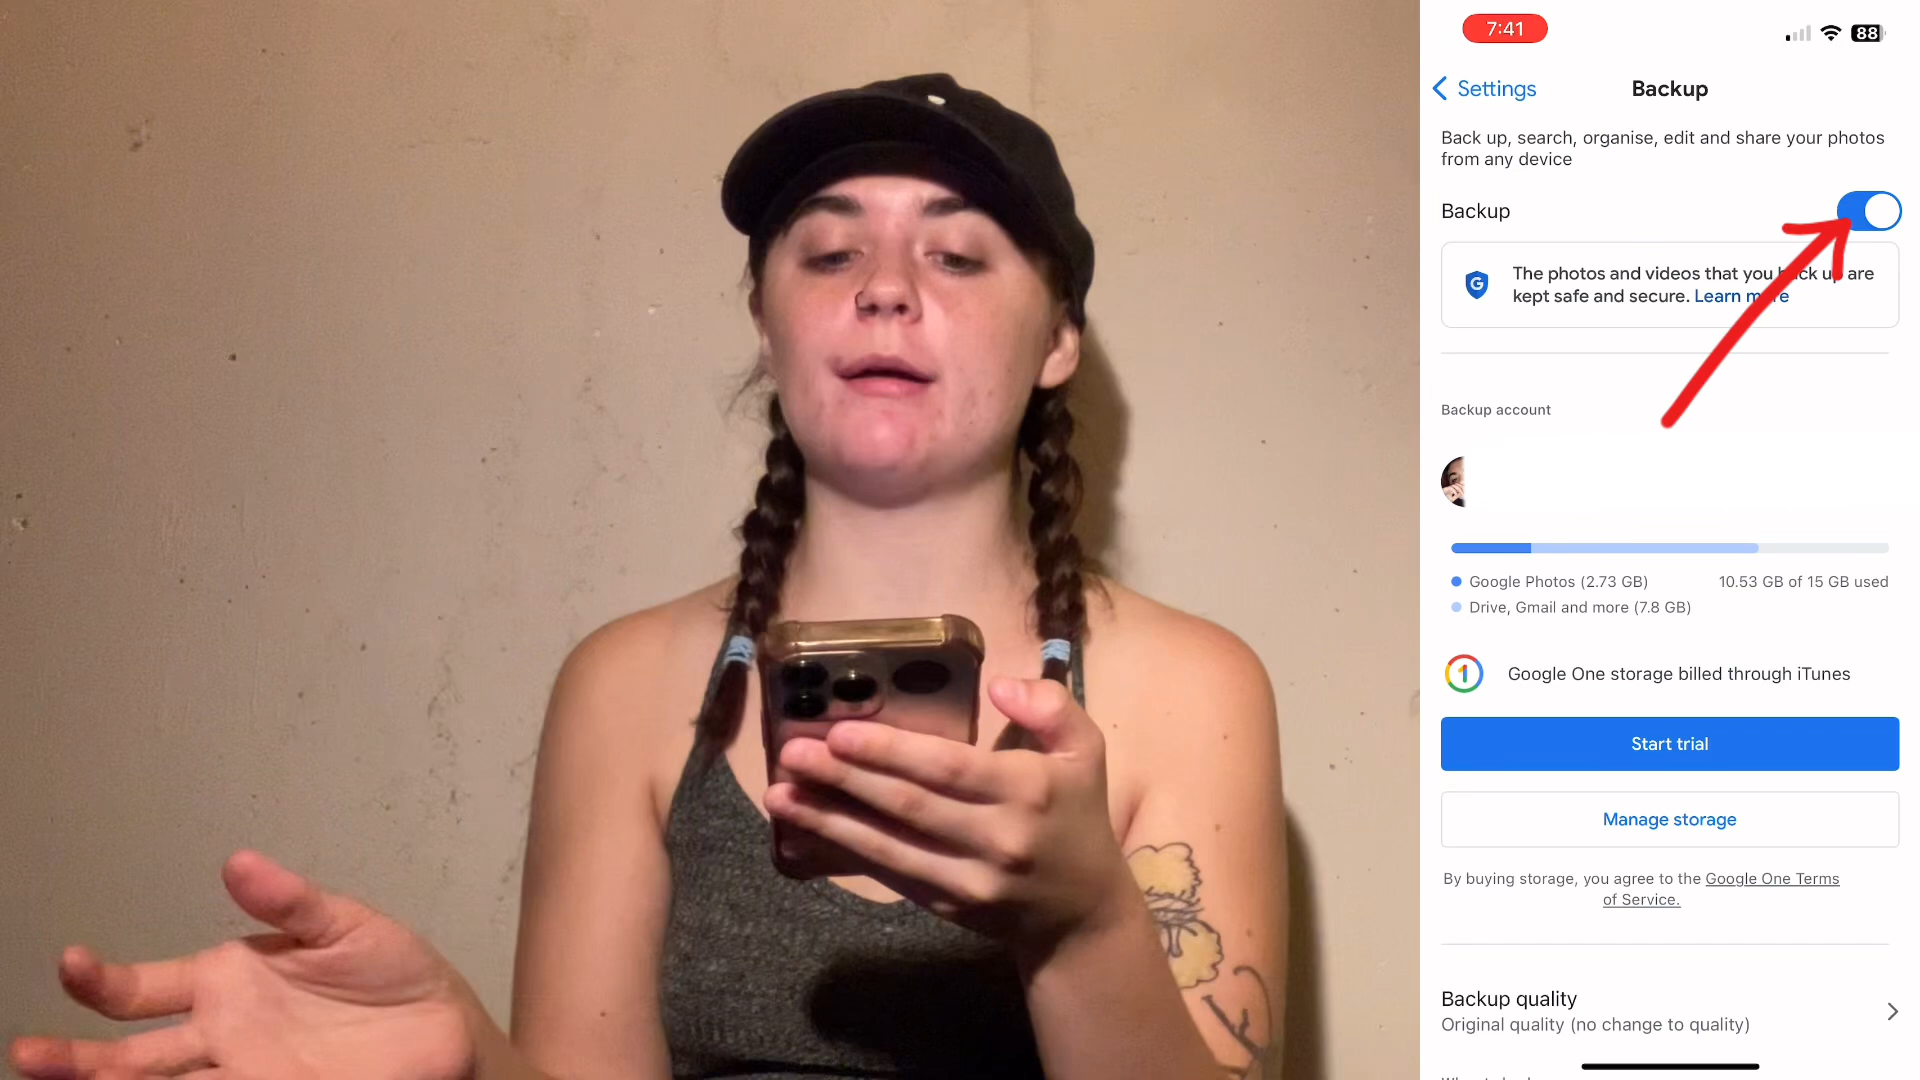 7:41
88
Settings
Backup
Back up, search, organise, edit and share your photos
from any device
Backup
The photos and videos that you back up are
kept safe and secure. Learn more
Backup account
Google Photos (2.73 GB)
10.53 GB of 15 GB used
Drive, Gmail and more (7.8 GB)
Google One storage billed through iTunes
Start trial
Manage storage
By buying storage, you agree to the Google One Terms
of Service.
Backup quality
Original quality (no change to quality)